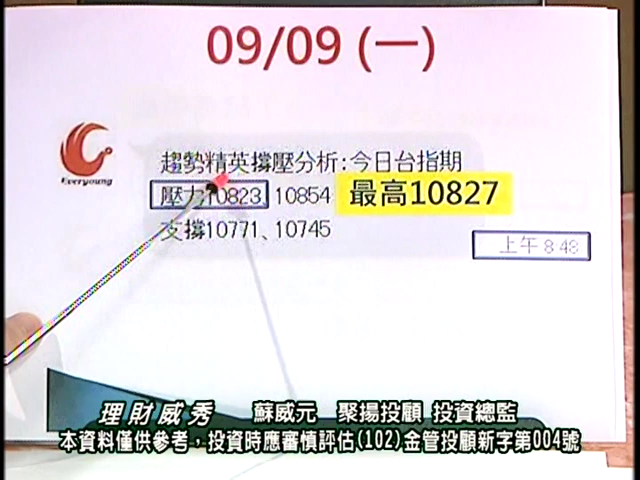 09/09 (一)
Everyoung
趨勢精英撐壓分析:今日台指期
壓力10823、10854 最高10827
支撐10771、10745
上午 8:48
理財威秀 蘇威元 聚揚投顧 投資總監
本資料僅供參考,投資時應審慎評估(102)金管投顧新字第004號